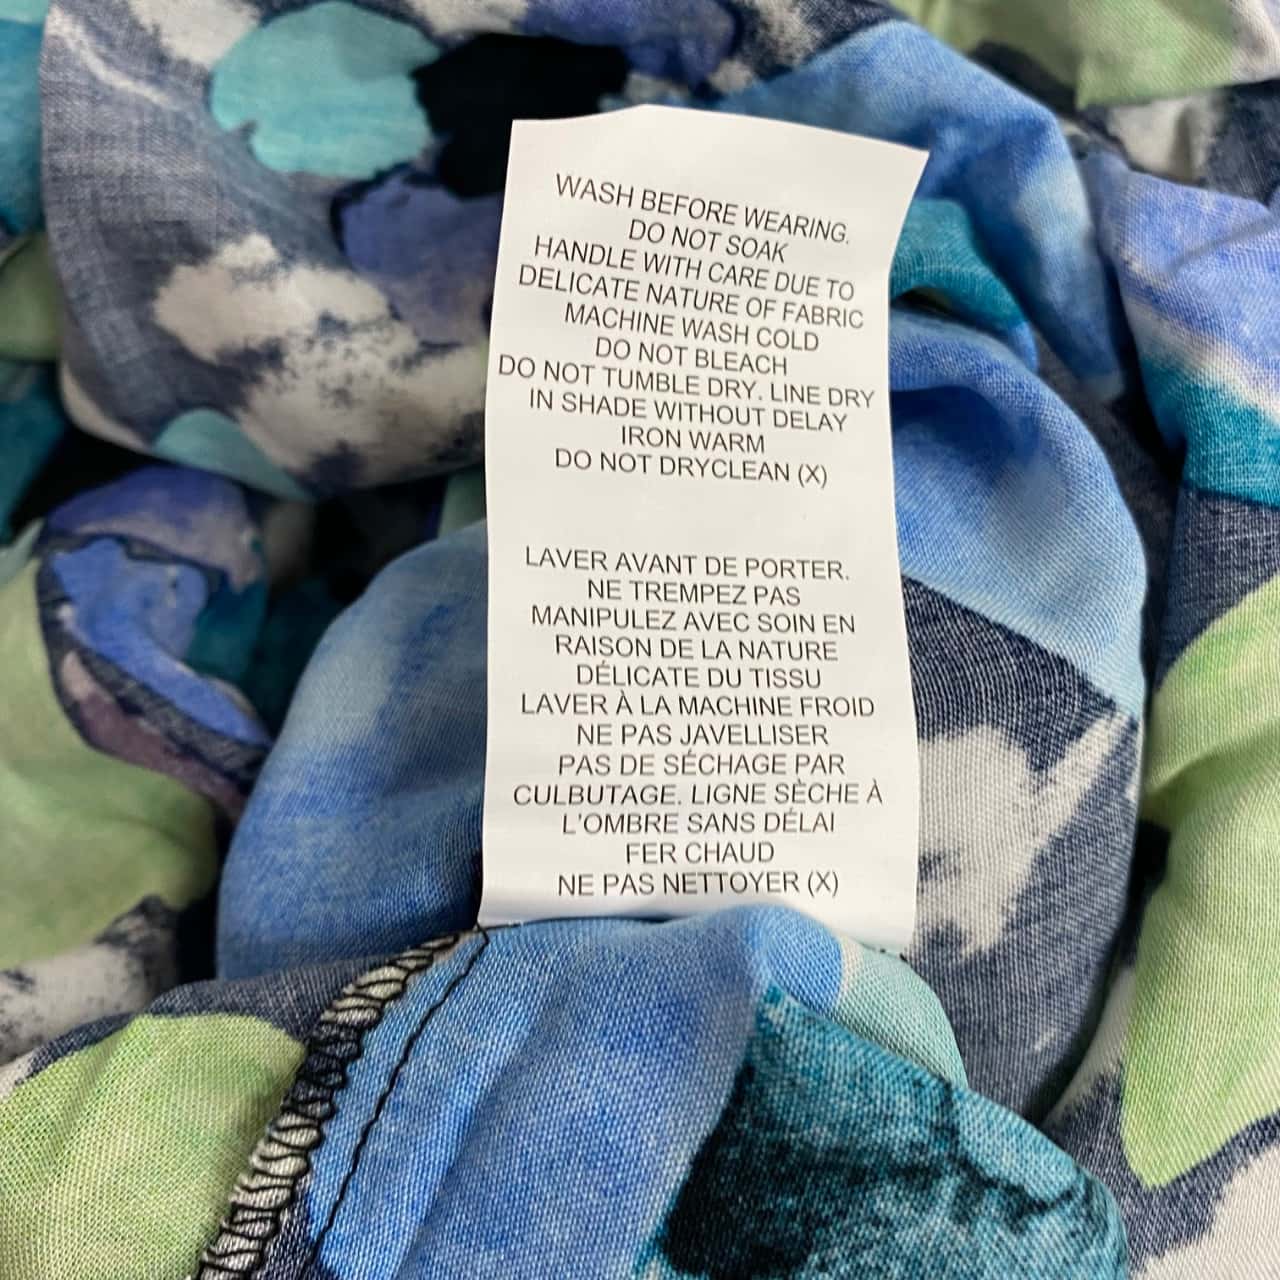 WASH BEFORE WEARING.
DO NOT SOAK
HANDLE WITH CARE DUE TO
DELICATE NATURE OF FABRIC
MACHINE WASH COLD
DO NOT BLEACH
DO NOT TUMBLE DRY. LINE DRY
IN SHADE WITHOUT DELAY
IRON WARM
DO NOT DRYCLEAN (X)
LAVER AVANT DE PORTER.
NE TREMPEZ PAS
MANIPULEZ AVEC SOIN EN
RAISON DE LA NATURE
DÉLICATE DU TISSU
LAVER À LA MACHINE FROID
NE PAS JAVELLISER
PAS DE SÉCHAGE PAR
CULBUTAGE. LIGNE SÈCHE À
L'OMBRE SANS DÉLAI
FER CHAUD
NE PAS NETTOYER (X)